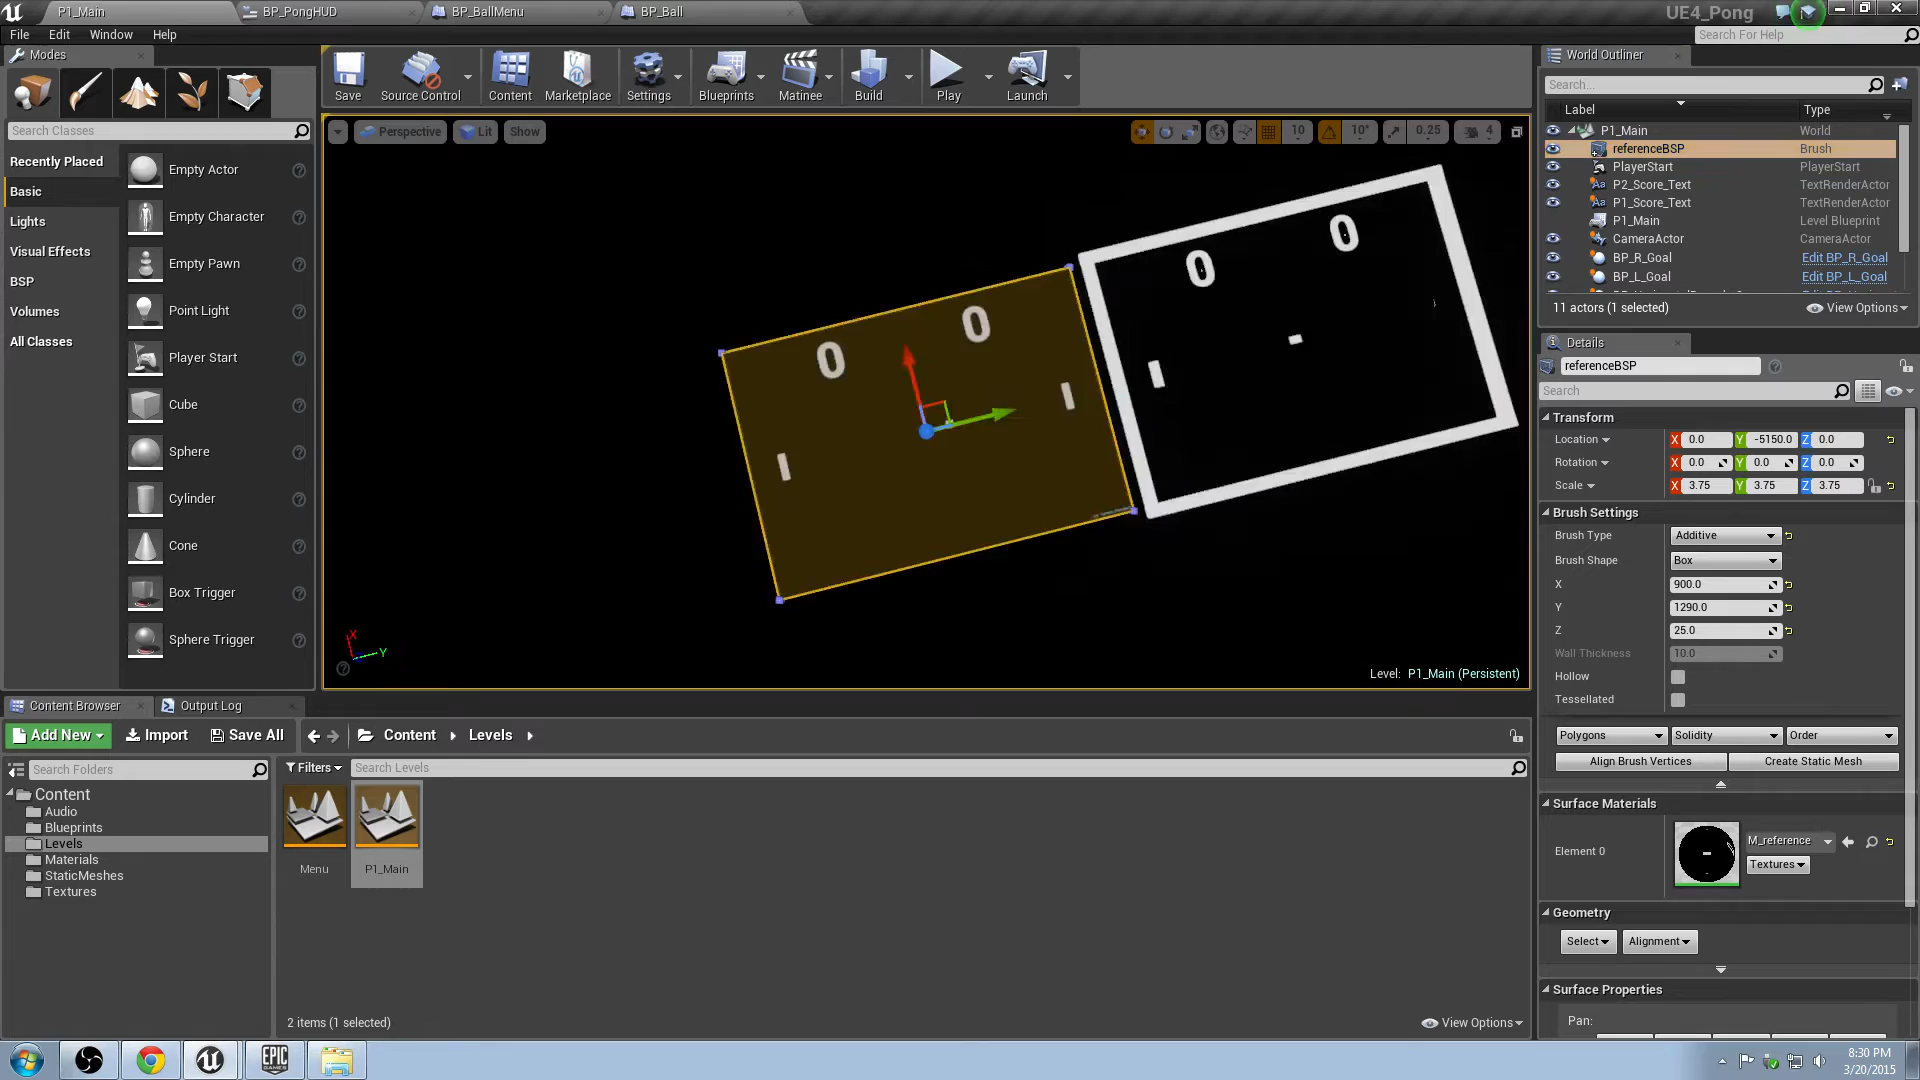 P1_Main
BP_PongHUD
BP_BallMenu
BP_Ball
UE4_Pong
File Edit Window Help
Search For Help
Modes
Save
Source Control
Content
Marketplace
Settings
Blueprints
Matinee
Build
Play
Launch
Search Classes
Recently Placed
Basic
Lights
Visual Effects
BSP
Volumes
All Classes
Empty Actor
Empty Character
Empty Pawn
Point Light
Player Start
Cube
Sphere
Cylinder
Cone
Box Trigger
Sphere Trigger
Perspective
Lit
Show
10
10°
0.25
4
0 0
0 0
X
Y
Level: P1_Main (Persistent)
World Outliner
Search...
Label Type
P1_Main World
referenceBSP Brush
PlayerStart PlayerStart
P2_Score_Text TextRenderActor
P1_Score_Text TextRenderActor
P1_Main Level Blueprint
CameraActor CameraActor
BP_R_Goal Edit BP_R_Goal
BP_L_Goal Edit BP_L_Goal
11 actors (1 selected)
View Options
Details
referenceBSP
Search
Transform
Location X 0.0 Y -5150.0 Z 0.0
Rotation X 0.0 Y 0.0 Z 0.0
Scale X 3.75 Y 3.75 Z 3.75
Brush Settings
Brush Type Additive
Brush Shape Box
X 900.0
Y 1290.0
Z 25.0
Wall Thickness 10.0
Hollow
Tessellated
Polygons Solidity Order
Align Brush Vertices Create Static Mesh
Surface Materials
Element 0
M_reference
Textures
Geometry
Select Alignment
Surface Properties
Pan:
Content Browser
Output Log
Add New Import Save All
Content Levels
Search Folders
Filters
Search Levels
Content
Audio
Blueprints
Levels
Materials
StaticMeshes
Textures
Menu
P1_Main
2 items (1 selected)
View Options
EPIC
GAMES
8:30 PM
3/20/2015